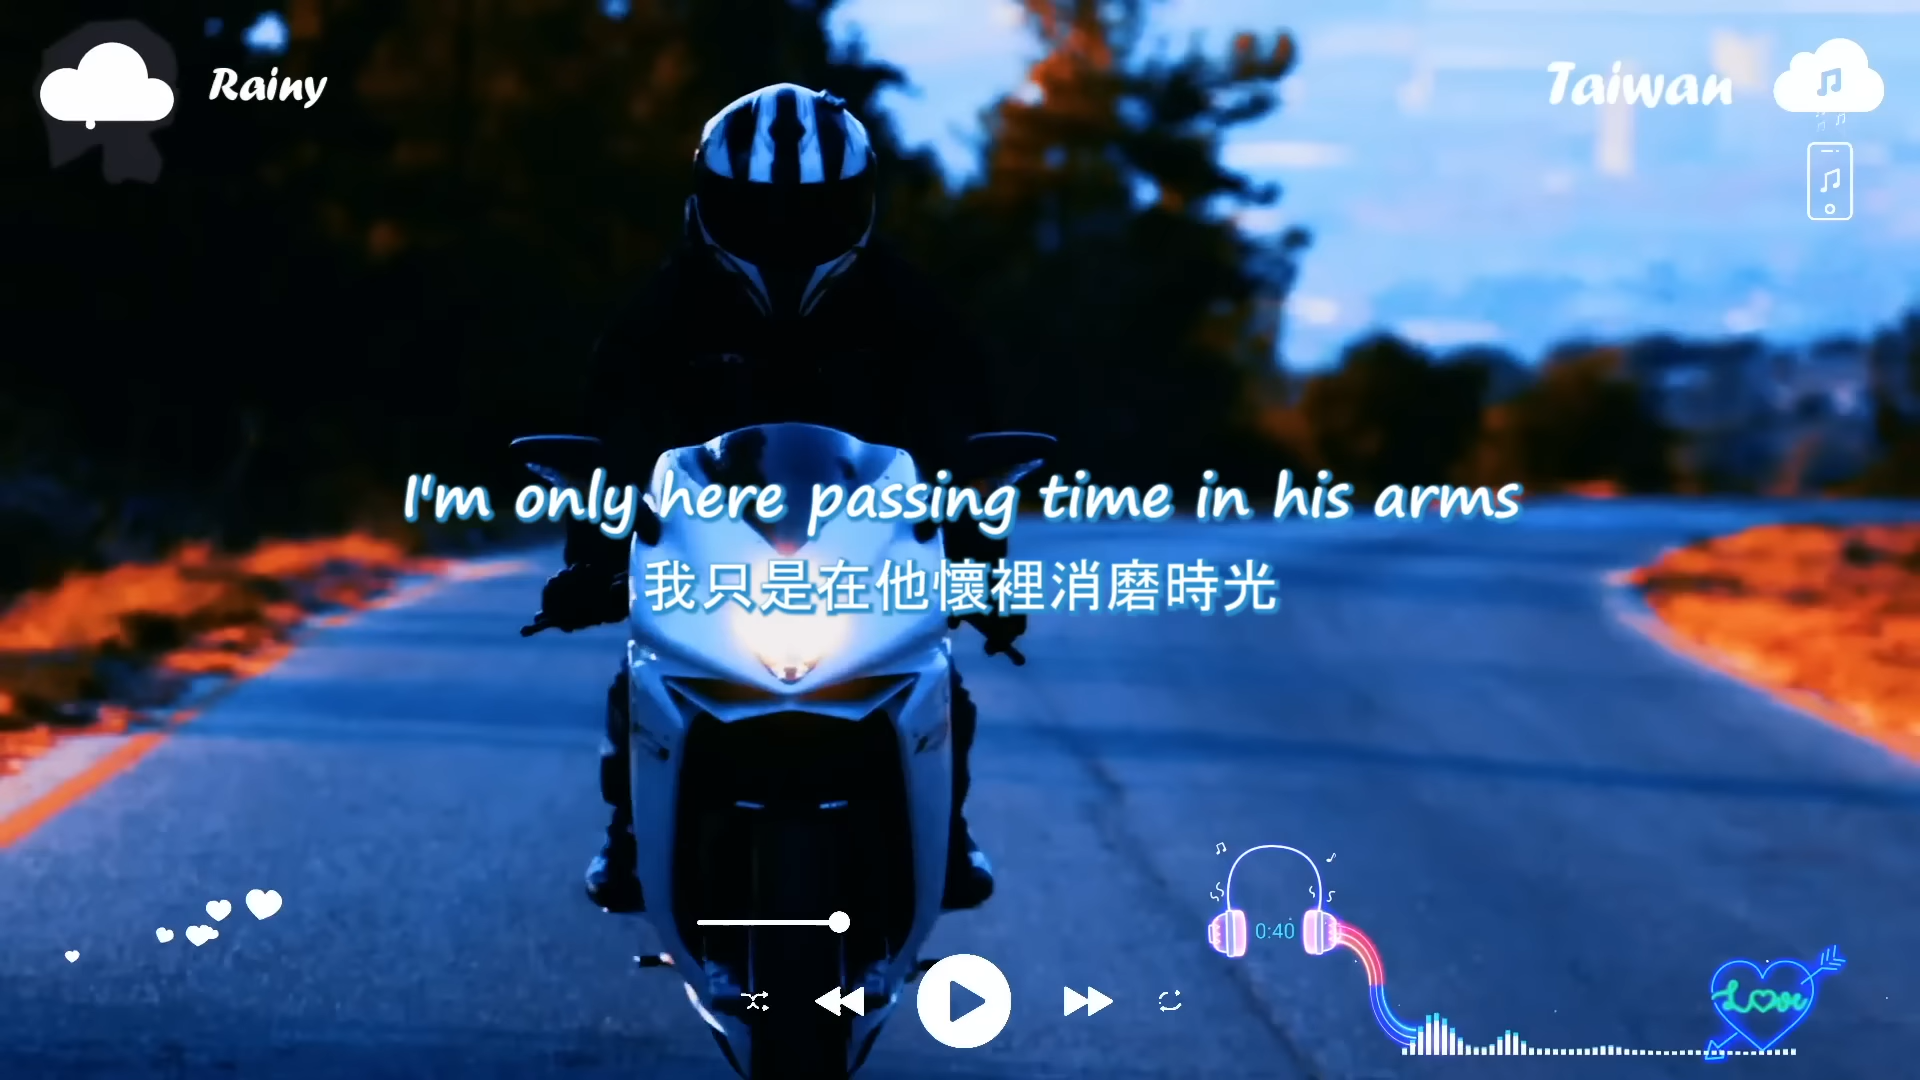 Rainy
Taiwan
I'm only here passing time in his arms
我只是在他懷裡消磨時光
0:40
Love